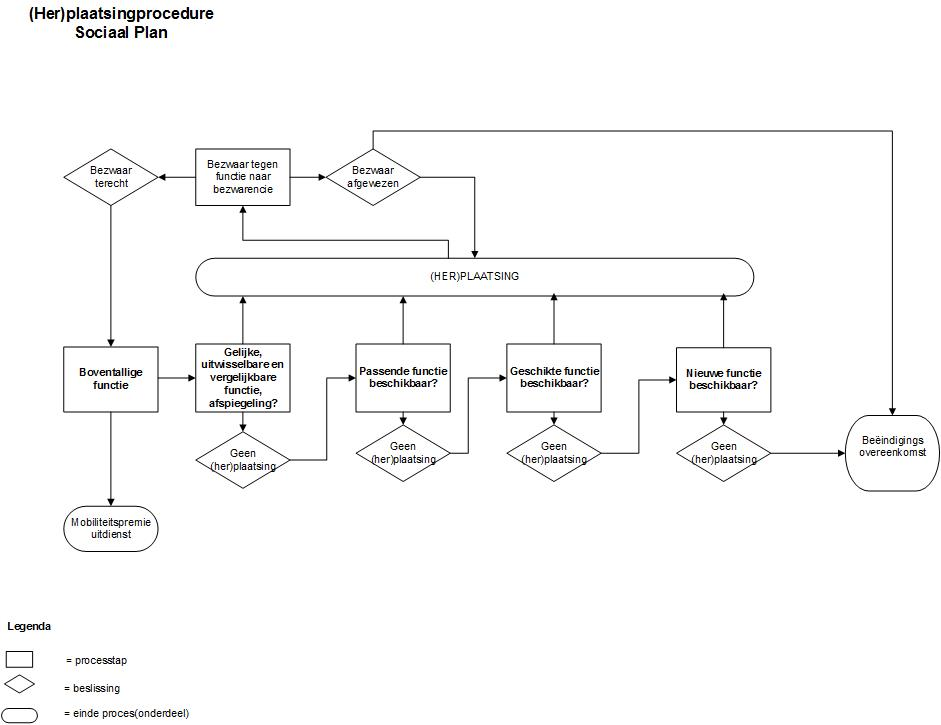 (Her)plaatsingprocedure
Sociaal Plan
Bezwaar
terecht
Bezwaar tegen
functie naar
bezwarencie
Bezwaar
afgewezen
(HER)PLAATSING
Boventallige
functie
Gelijke,
uitwisselbare en
vergelijkbare
functie,
afspiegeling?
Passende functie
beschikbaar?
Geschikte functie
beschikbaar?
Nieuwe functie
beschikbaar?
Geen
(her)plaatsing
Geen
(her)plaatsing
Geen
(her)plaatsing
Geen
(her)plaatsing
Beëindigings
overeenkomst
Mobiliteitspremie
uitdienst
Legenda
= processtap
= beslissing
= einde proces(onderdeel)